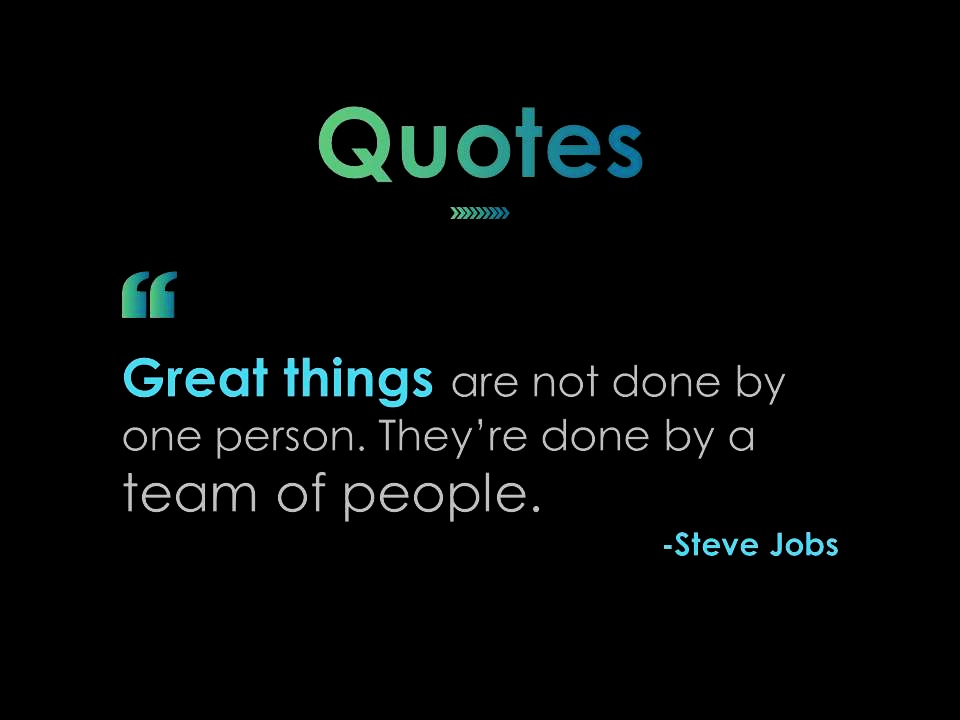 Quotes
“
Great things are not done by
one person. They’re done by a
team of people.
-Steve Jobs